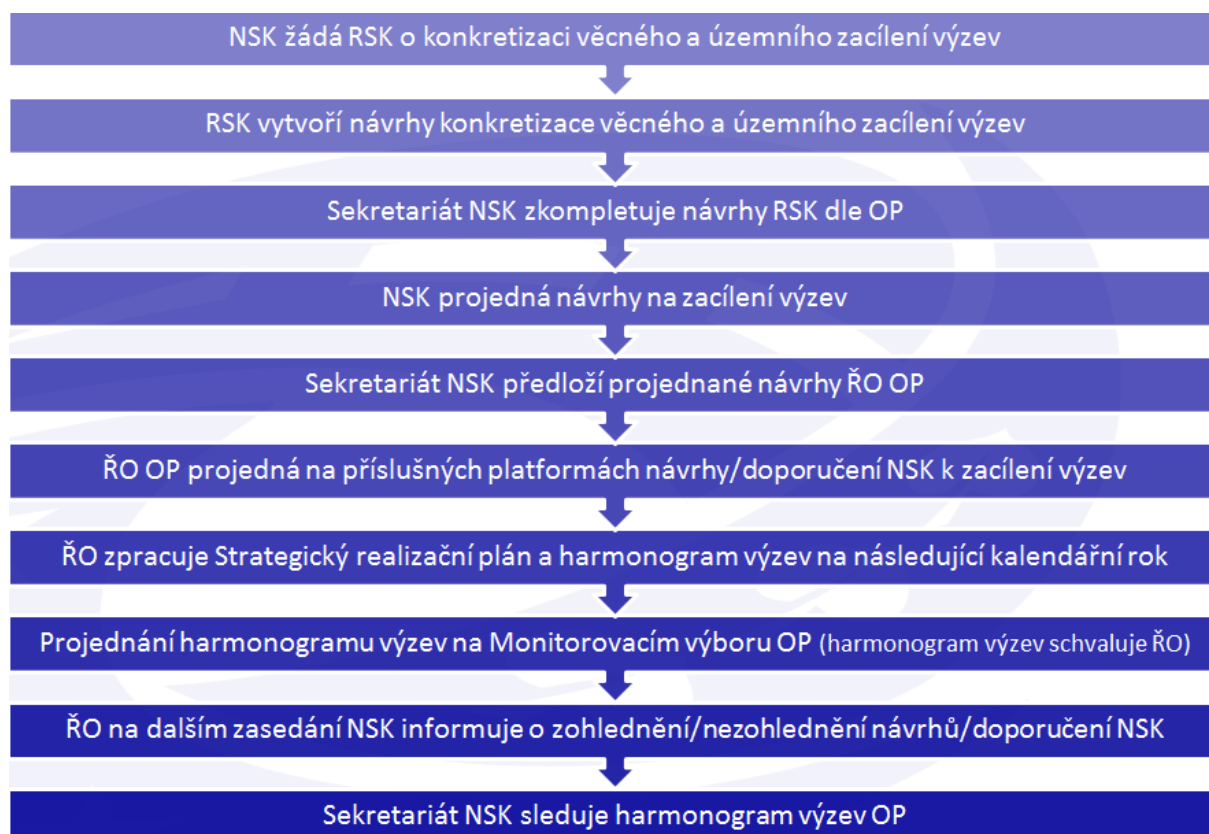 NSK žádá RSK o konkretizaci věcného a územního zacílení výzev
RSK vytvoří návrhy konkretizace věcného a územního zacílení výzev
Sekretariát NSK zkompletuje návrhy RSK dle OP
NSK projedná návrhy na zacílení výzev
Sekretariát NSK předloží projednané návrhy ŘO OP
ŘO OP projedná na příslušných platformách návrhy/doporučení NSK k zacílení výzev
ŘO zpracuje Strategický realizační plán a harmonogram výzev na následující kalendářní rok
Projednání harmonogramu výzev na Monitorovacím výboru OP (harmonogram výzev schvaluje ŘO)
ŘO na dalším zasedání NSK informuje o zohlednění/nezohlednění návrhů/doporučení NSK
Sekretariát NSK sleduje harmonogram výzev OP